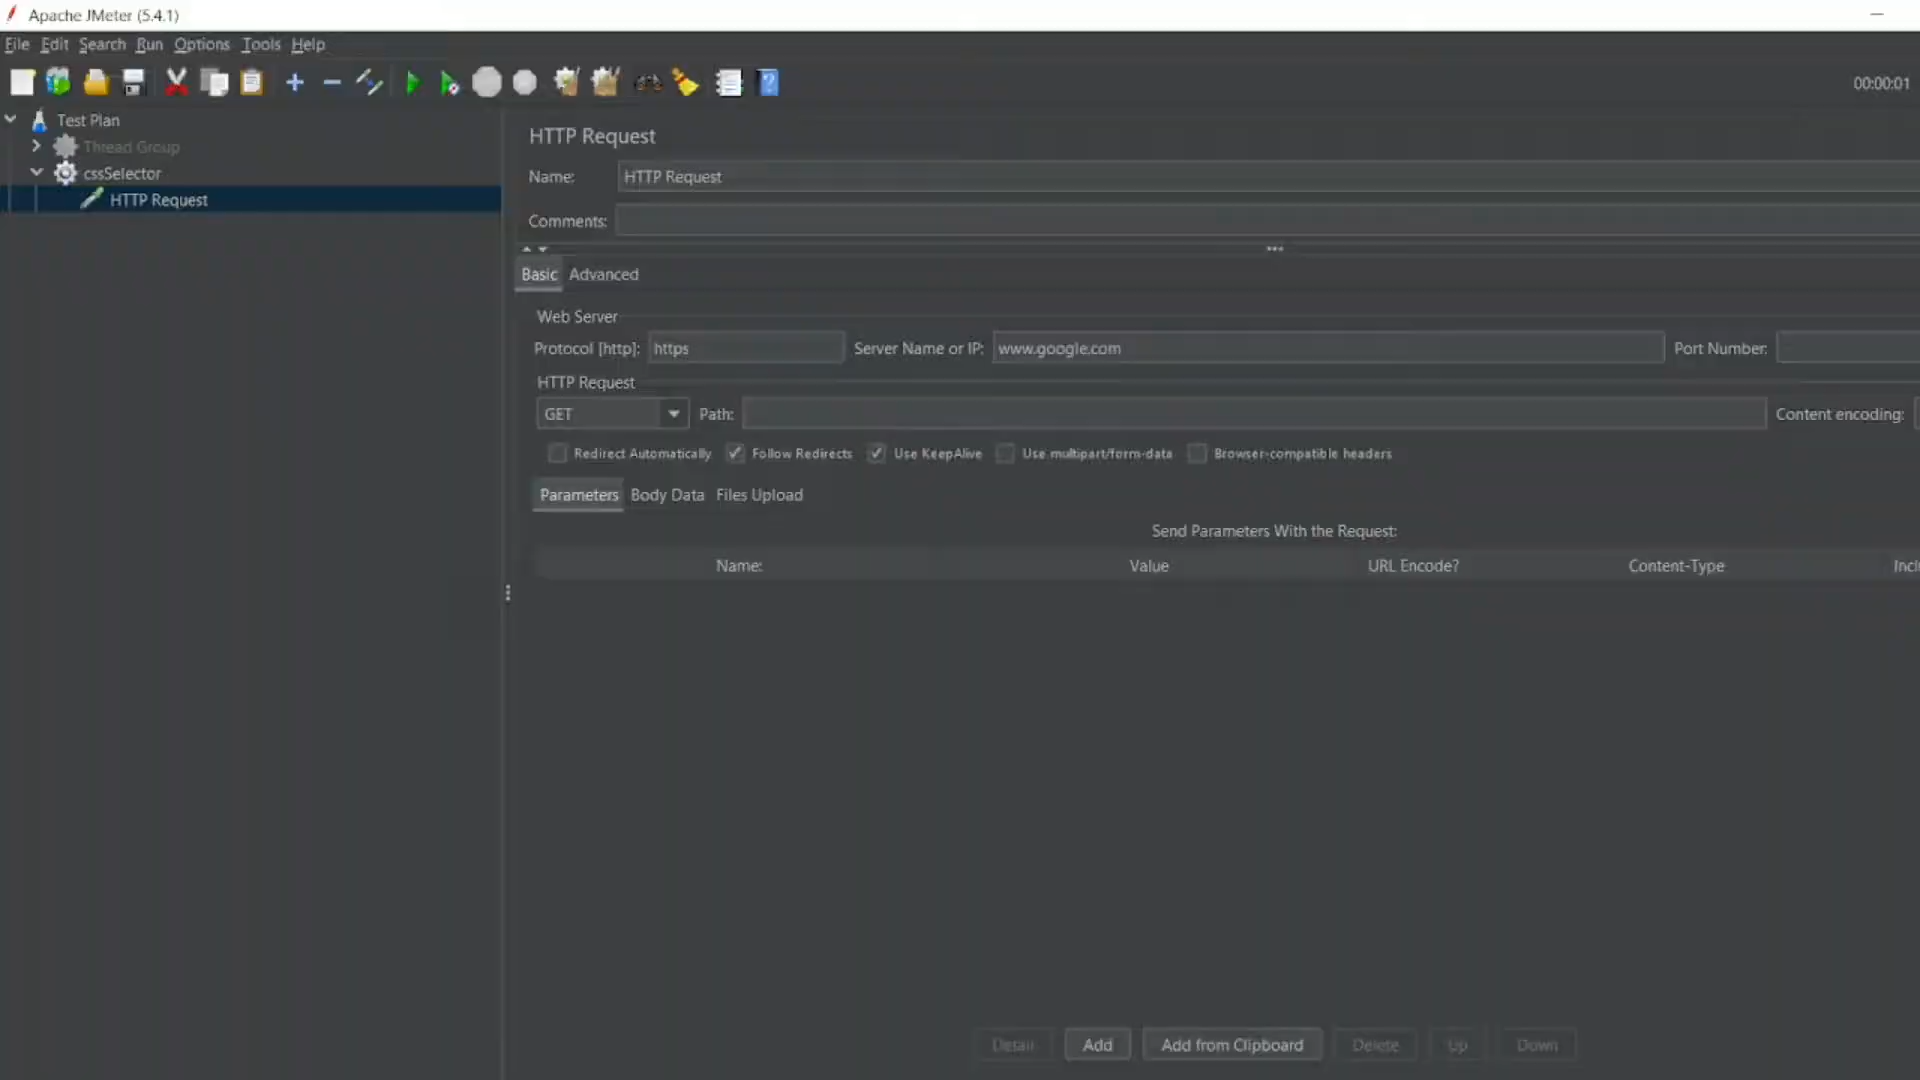 Apache JMeter (5.4.1)
File Edit Search Run Options Tools Help
00:00:01
Test Plan
Thread Group
cssSelector
HTTP Request
HTTP Request
Name: HTTP Request
Comments:
Basic Advanced
Web Server
Protocol [http]: https Server Name or IP: www.google.com Port Number:
HTTP Request
GET Path: Content encoding:
Redirect Automatically Follow Redirects Use KeepAlive Use multipart/form-data Browser-compatible headers
Parameters Body Data Files Upload
Send Parameters With the Request:
Name: Value URL Encode? Content-Type Incl
Detail Add Add from Clipboard Delete Up Down